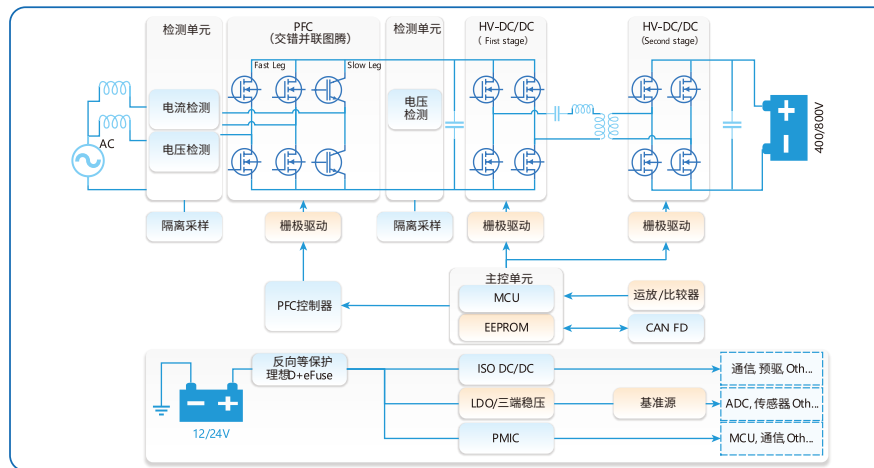 检测单元
PFC
(交错并联图腾)
检测单元
HV-DC/DC
( First stage)
HV-DC/DC
(Second stage)
Fast Leg
Slow Leg
电流检测
电压检测
AC
电压
检测
400/800V
隔离采样
栅极驱动
隔离采样
栅极驱动
栅极驱动
主控单元
PFC控制器
MCU
EEPROM
运放/比较器
CAN FD
反向等保护
理想D+eFuse
ISO DC/DC
通信, 预驱, Oth...
LDO/三端稳压
基准源
ADC, 传感器 Oth...
12/24V
PMIC
MCU, 通信, Oth...